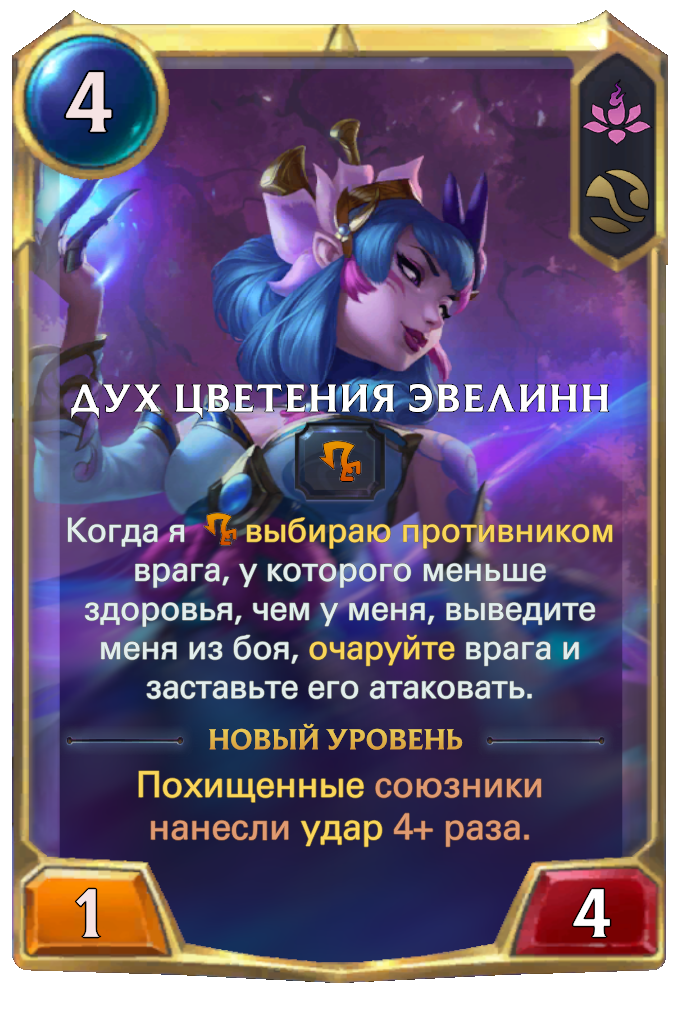 4
ДУХ ЦВЕТЕНИЯ ЭВЕЛИНН
Когда я выбираю противником
врага, у которого меньше
здоровья, чем у меня, выведите
меня из боя, очаруйте врага и
заставьте его атаковать.
НОВЫЙ УРОВЕНЬ
Похищенные союзники
нанесли удар 4+ раза.
1
4